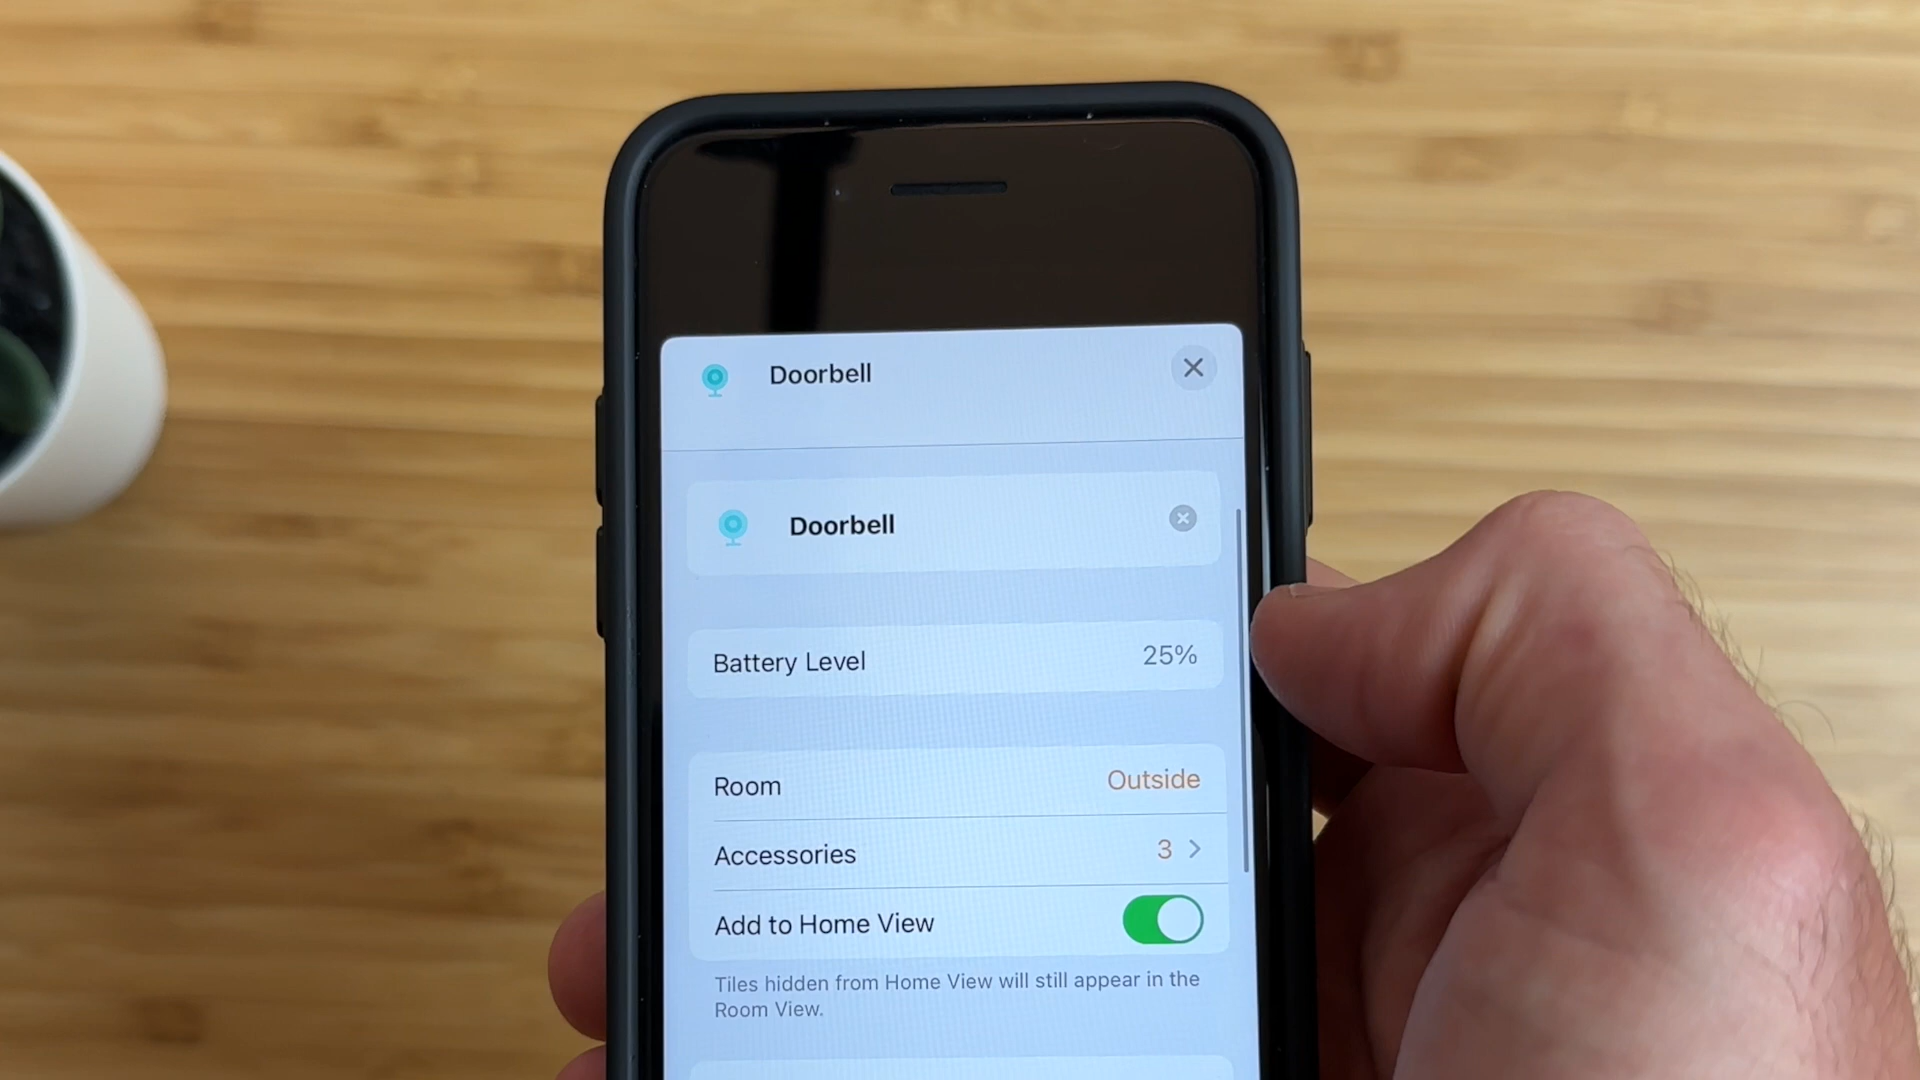 Doorbell
Doorbell
Battery Level 25%
Room Outside
Accessories 3
Add to Home View
Tiles hidden from Home View will still appear in the
Room View.